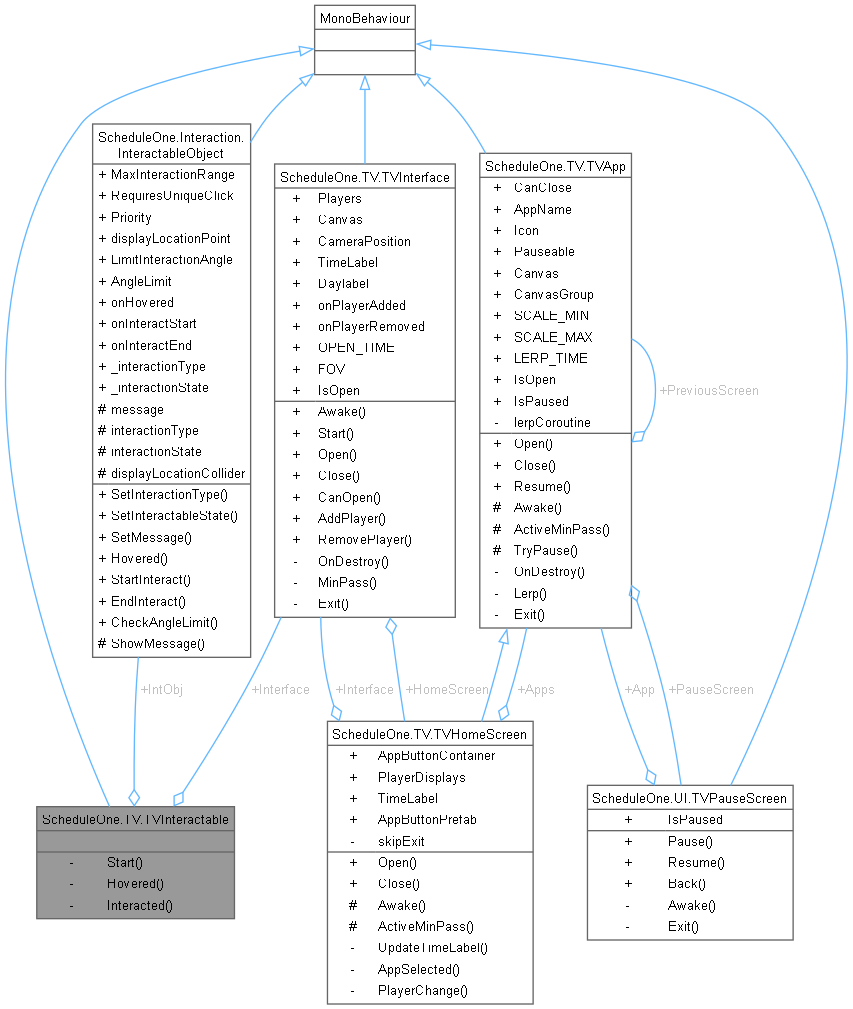 MonoBehaviour
ScheduleOne.Interaction.
InteractableObject
+ MaxInteractionRange
+ RequiresUniqueClick
+ Priority
+ displayLocationPoint
+ LimitInteractionAngle
+ AngleLimit
+ onHovered
+ onInteractStart
+ onInteractEnd
+ _interactionType
+ _interactionState
# message
# interactionType
# interactionState
# displayLocationCollider
+ SetInteractionType()
+ SetInteractableState()
+ SetMessage()
+ Hovered()
+ StartInteract()
+ EndInteract()
+ CheckAngleLimit()
# ShowMessage()
ScheduleOne.TV.TVInterface
+ Players
+ Canvas
+ CameraPosition
+ TimeLabel
+ Daylabel
+ onPlayerAdded
+ onPlayerRemoved
+ OPEN_TIME
+ FOV
+ IsOpen
+ Awake()
+ Start()
+ Open()
+ Close()
+ CanOpen()
+ AddPlayer()
+ RemovePlayer()
- OnDestroy()
- MinPass()
- Exit()
ScheduleOne.TV.TVApp
+ CanClose
+ AppName
+ Icon
+ Pauseable
+ Canvas
+ CanvasGroup
+ SCALE_MIN
+ SCALE_MAX
+ LERP_TIME
+ IsOpen
+ IsPaused
- lerpCoroutine
+ Open()
+ Close()
+ Resume()
# Awake()
# ActiveMinPass()
# TryPause()
- OnDestroy()
- Lerp()
- Exit()
+PreviousScreen
+IntObj
+Interface
+Interface
+HomeScreen
+Apps
+App
+PauseScreen
ScheduleOne.TV.TVInteractable
- Start()
- Hovered()
- Interacted()
ScheduleOne.TV.TVHomeScreen
+ AppButtonContainer
+ PlayerDisplays
+ TimeLabel
+ AppButtonPrefab
- skipExit
+ Open()
+ Close()
# Awake()
# ActiveMinPass()
- UpdateTimeLabel()
- AppSelected()
- PlayerChange()
ScheduleOne.UI.TVPauseScreen
+ IsPaused
+ Pause()
+ Resume()
+ Back()
- Awake()
- Exit()